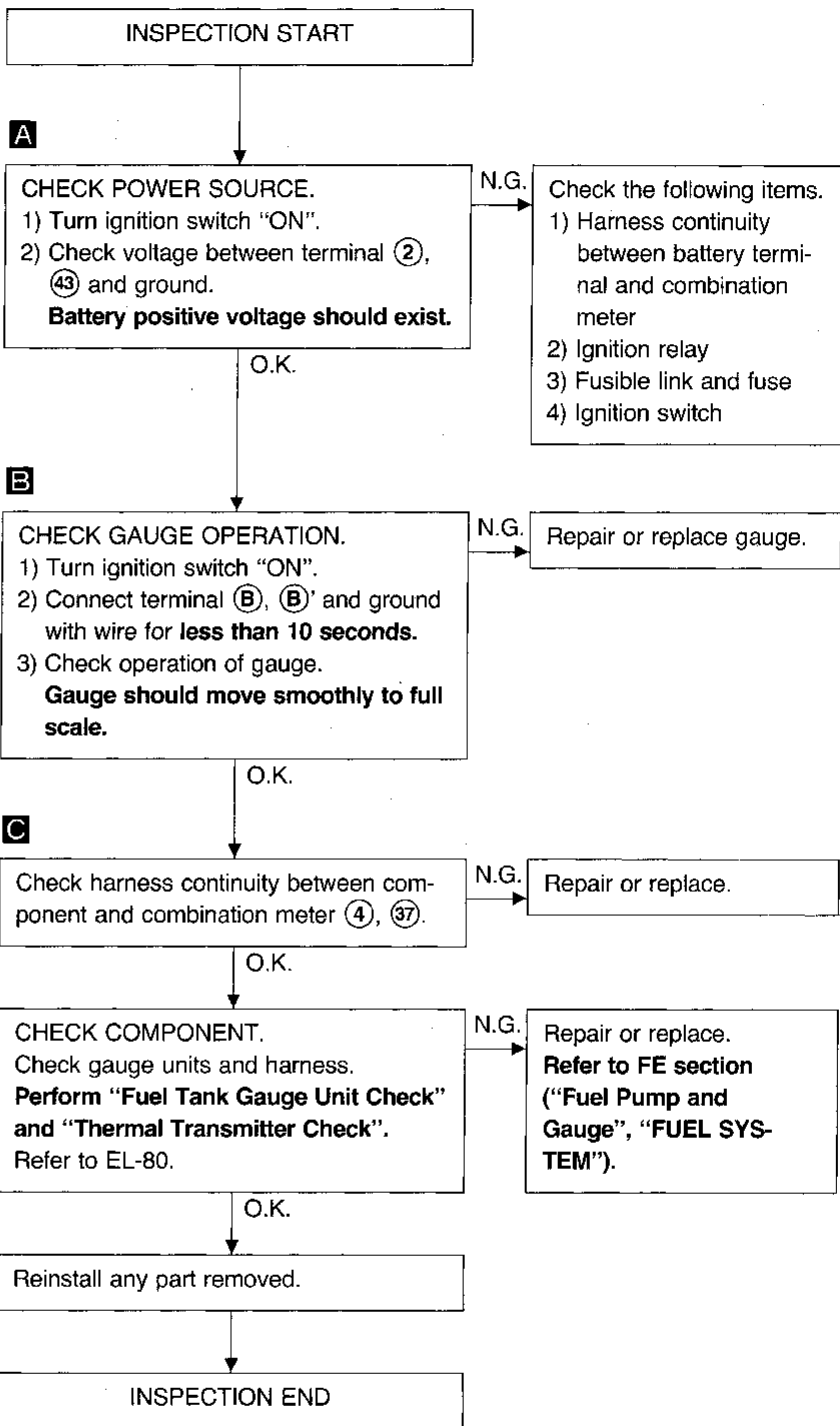 INSPECTION START
A
CHECK POWER SOURCE.
1) Turn ignition switch “ON”.
2) Check voltage between terminal ②,
㊸ and ground.
Battery positive voltage should exist.
N.G.
Check the following items.
1) Harness continuity
between battery termi-
nal and combination
meter
2) Ignition relay
3) Fusible link and fuse
4) Ignition switch
O.K.
B
CHECK GAUGE OPERATION.
1) Turn ignition switch “ON”.
2) Connect terminal Ⓑ, Ⓑ' and ground
with wire for less than 10 seconds.
3) Check operation of gauge.
Gauge should move smoothly to full
scale.
N.G.
Repair or replace gauge.
O.K.
C
Check harness continuity between com-
ponent and combination meter ④, ㊲.
N.G.
Repair or replace.
O.K.
CHECK COMPONENT.
Check gauge units and harness.
Perform “Fuel Tank Gauge Unit Check”
and “Thermal Transmitter Check”.
Refer to EL-80.
N.G.
Repair or replace.
Refer to FE section
(“Fuel Pump and
Gauge”, “FUEL SYS-
TEM”).
O.K.
Reinstall any part removed.
INSPECTION END